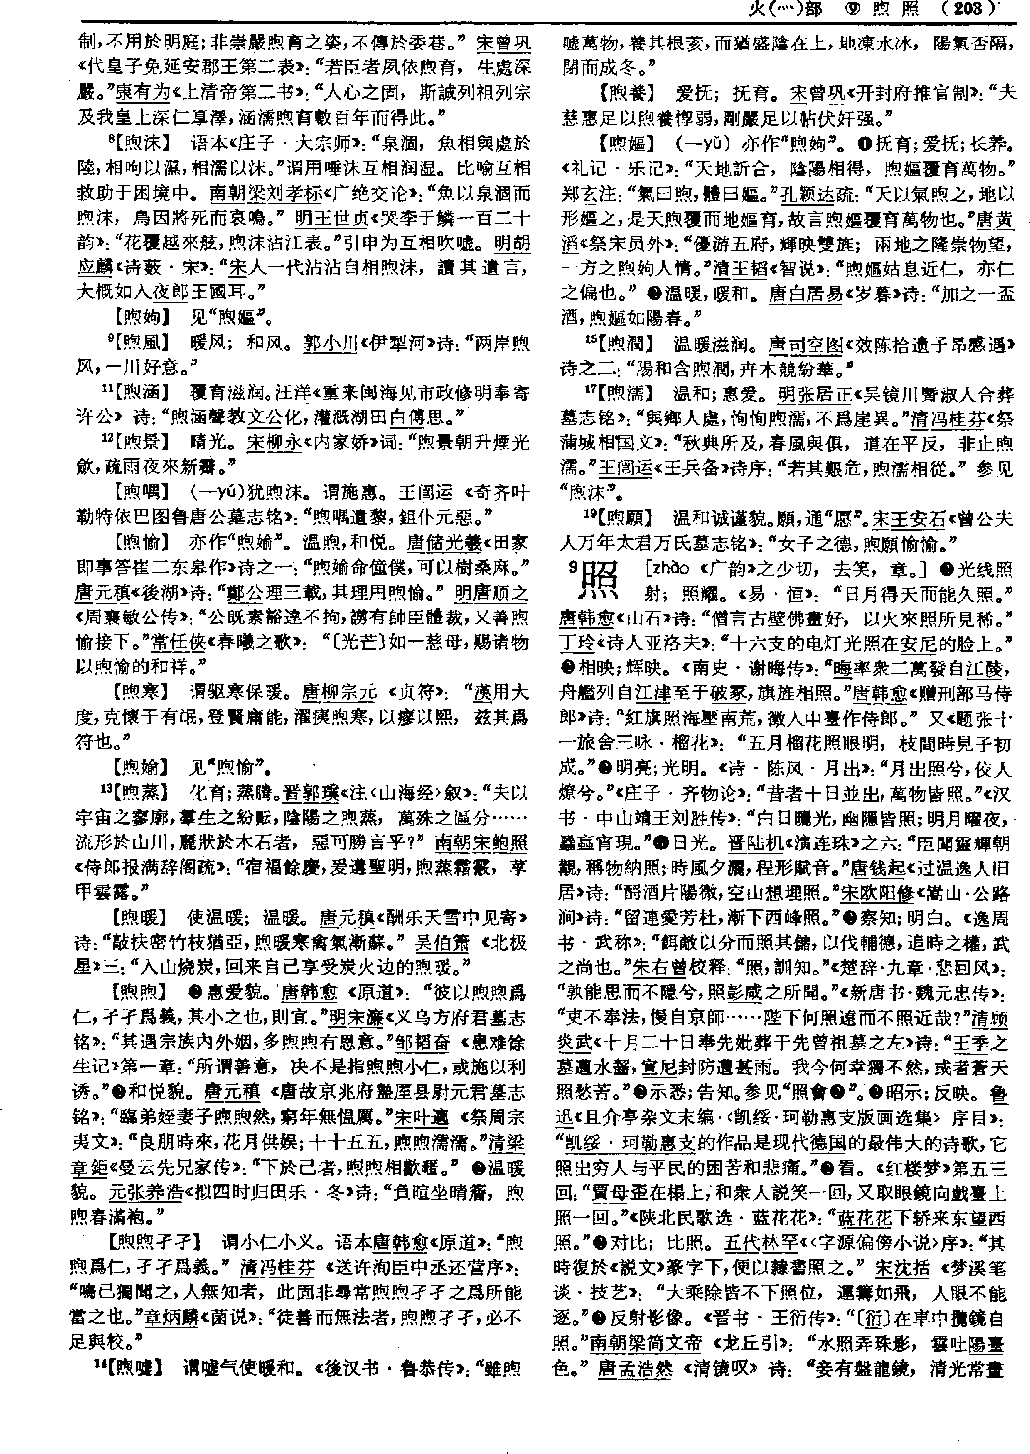 火(灬)部 ⑨ 煦 照 （203）
制，不用於明庭；非崇嚴煦育之姿，不傳於委巷。”宋曾巩
《代皇子免延安郡王第二表》：“若臣者夙依煦育，生處深
嚴。”康有为《上清帝第二书》：“人心之固，斯誠列祖列宗
及我皇上深仁厚澤，涵濡煦育數百年而得此。”
⁸【煦沫】 语本《庄子·大宗师》：“泉涸，魚相與處於
陸，相呴以濕，相濡以沫。”谓用唾沫互相润湿。比喻互相
救助于困境中。南朝梁刘孝标《广绝交论》：“魚以泉涸而
煦沫，鳥因將死而哀鳴。”明王世贞《哭李于鳞一百二十
韵》：“花覆越來舷，煦沫沾江表。”引申为互相吹嘘。明胡
应麟《诗薮·宋》：“宋人一代沾沾自相煦沫，讀其遺言，
大概如入夜郎王國耳。”
【煦姁】 见“煦嫗”。
⁹【煦風】 暖风；和风。郭小川《伊犁河》诗：“两岸煦
风，一川好意。”
¹¹【煦涵】 覆育滋润。汪洋《重来闽海见市政修明奉寄
许公》诗：“煦涵聲教文公化，灌溉湖田白傅思。”
¹²【煦景】 晴光。宋柳永《内家娇》词：“煦景朝升，煙光
斂，疏雨夜來新霽。”
【煦喁】 (—yú)犹煦沫。谓施惠。王闿运《奇齐叶
勒特依巴图鲁唐公墓志铭》：“煦喁遺黎，鉏仆元惡。”
【煦愉】 亦作“煦媮”。温煦，和悦。唐储光羲《田家
即事答崔二东皋作》诗之一：“煦媮命僮僕，可以樹桑麻。”
唐元稹《後湖》诗：“鄭公理三載，其理用煦愉。”明唐顺之
《周襄敏公传》：“公既素豁達不拘，謗有帥臣體裁，又善煦
愉接下。”常任侠《春曦之歌》：“〔光芒〕如一慈母，赐诸物
以煦愉的和祥。”
【煦寒】 谓驱寒保暖。唐柳宗元《贞符》：“漢用大
度，克懷于有氓，登賢庸能，濯痍煦寒，以瘳以熙，茲其爲
符也。”
【煦媮】 见“煦愉”。
¹³【煦蒸】 化育；蒸腾。晋郭璞《注〈山海经〉叙》：“夫以
宇宙之寥廓，羣生之紛紜，陰陽之煦蒸，萬殊之區分……
流形於山川，麗狀於木石者，惡可勝言乎？”南朝宋鲍照
《侍郎报满辞阁疏》：“宿福餘慶，爰遘聖明，煦蒸霜霰，莩
甲雲露。”
【煦暖】 使温暖；温暖。唐元稹《酬乐天雪中见寄》
诗：“敲扶密竹枝猶亞，煦暖寒禽氣漸蘇。”吴伯箫《北极
星》三：“入山烧炭，回来自己享受炭火边的煦暖。”
【煦煦】 ❶惠爱貌。唐韩愈《原道》：“彼以煦煦爲
仁，孑孑爲義，其小之也，則宜。”明宋濂《义乌方府君墓志
铭》：“其遇宗族内外姻，多煦煦有恩意。”邹韬奋《患难馀
生记》第一章：“所谓善意，决不是指煦煦小仁，或施以利
诱。”❷和悦貌。唐元稹《唐故京兆府盩厔县尉元君墓志
铭》：“臨弟姪妻子煦煦然，窮年無愠厲。”宋叶適《祭周宗
夷文》：“良朋時來，花月供娱；十十五五，煦煦濡濡。”清梁
章鉅《曼云先兄家传》：“下於己者，煦煦相歡暱。”❸温暖
貌。元张养浩《拟四时归田乐·冬》诗：“負暄坐晴簷，煦
煦春滿袍。”
【煦煦孑孑】 谓小仁小义。语本唐韩愈《原道》：“煦
煦爲仁，孑孑爲義。”清冯桂芬《送许洵臣中丞还营序》：
“嘻己獨聞之，人無知者，此固非尋常煦煦孑孑之爲所能
當之也。”章炳麟《菌说》：“徒善而無法者，煦煦孑孑，必不
足與較。”
¹⁴【煦嘘】 谓嘘气使暖和。《後汉书·鲁恭传》：“雖煦
嘘萬物，養其根荄，而猶盛陰在上，地凍水冰，陽氣否隔，
閉而成冬。”
【煦養】 爱抚；抚育。宋曾巩《开封府推官制》：“夫
慈惠足以煦養惸弱，剛嚴足以帖伏奸强。”
【煦嫗】 (—yǔ) 亦作“煦姁”。❶抚育；爱抚；长养。
《礼记·乐记》：“天地訢合，陰陽相得，煦嫗覆育萬物。”
郑玄注：“氣曰煦，體曰嫗。”孔颖达疏：“天以氣煦之，地以
形嫗之，是天煦覆而地嫗育，故言煦嫗覆育萬物也。”唐黄
滔《祭宋员外》：“優游五府，輝映雙旌；兩地之隆崇物望，
一方之煦姁人情。”清王韬《智说》：“煦嫗姑息近仁，亦仁
之偏也。”❷温暖，暖和。唐白居易《岁暮》诗：“加之一盃
酒，煦嫗如陽春。”
¹⁵【煦潤】 温暖滋润。唐司空图《效陈拾遗子昂感遇》
诗之二：“陽和含煦潤，卉木競紛華。”
¹⁷【煦濡】 温和；惠爱。明张居正《吴镜川暨淑人合葬
墓志铭》：“與鄉人處，恂恂煦濡，不爲崖異。”清冯桂芬《祭
蒲城相国文》：“秋典所及，春風與俱，道在平反，非止煦
濡。”王闿运《王兵备》诗序：“若其艱危，煦濡相從。”参见
“煦沫”。
¹⁹【煦願】 温和诚谨貌。願，通“愿”。宋王安石《曾公夫
人万年太君万氏墓志铭》：“女子之德，煦願愉愉。”
⁹照 [zhào 《广韵》之少切，去笑，章。] ❶光线照
射；照耀。《易·恒》：“日月得天而能久照。”
唐韩愈《山石》诗：“僧言古壁佛畫好，以火來照所見稀。”
丁玲《诗人亚洛夫》：“十六支的电灯光照在安尼的脸上。”
❷相映；辉映。《南史·谢晦传》：“晦率衆二萬發自江陵，
舟艦列自江津至于破冢，旗旌相照。”唐韩愈《赠刑部马侍
郎》诗：“紅旗照海壓南荒，徵入中臺作侍郎。”又《题张十
一旅舍三咏·榴花》：“五月榴花照眼明，枝間時見子初
成。”❸明亮；光明。《诗·陈风·月出》：“月出照兮，佼人
燎兮。”《庄子·齐物论》：“昔者十日並出，萬物皆照。”《汉
书·中山靖王刘胜传》：“白日曬光，幽隱皆照；明月曜夜，
蟁蝱宵見。”❹日光。晋陆机《演连珠》之六：“臣聞靈輝朝
覯，稱物納照；時風夕灑，程形賦音。”唐钱起《过温逸人旧
居》诗：“酹酒片陽微，空山想埋照。”宋欧阳修《嵩山·公路
涧》诗：“留連愛芳杜，漸下西峰照。”❺察知；明白。《逸周
书·武称》：“餌敵以分而照其儲，以伐輔德，追時之權，武
之尚也。”朱右曾校释：“照，訓知。”《楚辞·九章·悲回风》：
“孰能思而不隱兮，照彭咸之所聞。”《新唐书·魏元忠传》：
“吏不奉法，慢自京師……陛下何照遠而不照近哉？”清顾
炎武《十月二十日奉先妣葬于先曾祖墓之左》诗：“王季之
墓遭水齧，宣尼封防遭甚雨。我今何幸獨不然，或者蒼天
照愁苦。”❻示悉；告知。参见“照會❶”。❼昭示；反映。鲁
迅《且介亭杂文末编·〈凯绥·珂勒惠支版画选集〉序目》：
“凯绥·珂勒惠支的作品是现代德国的最伟大的诗歌，它
照出穷人与平民的困苦和悲痛。”❽看。《红楼梦》第五三
回：“賈母歪在榻上，和衆人説笑一回，又取眼鏡向戲臺上
照一回。”《陕北民歌选·蓝花花》：“蓝花花下轿来东望西
照。”❾对比；比照。五代林罕《〈字源偏傍小说〉序》：“其
時復於《説文》篆字下，便以隸書照之。”宋沈括《梦溪笔
谈·技艺》：“大乘除皆不下照位，運籌如飛，人眼不能
逐。”❿反射影像。《晋书·王衍传》：“〔衍〕在車中攬鏡自
照。”南朝梁简文帝《龙丘引》：“水照弄珠影，雲吐陽臺
色。”唐孟浩然《清镜叹》诗：“妾有盤龍鏡，清光常晝